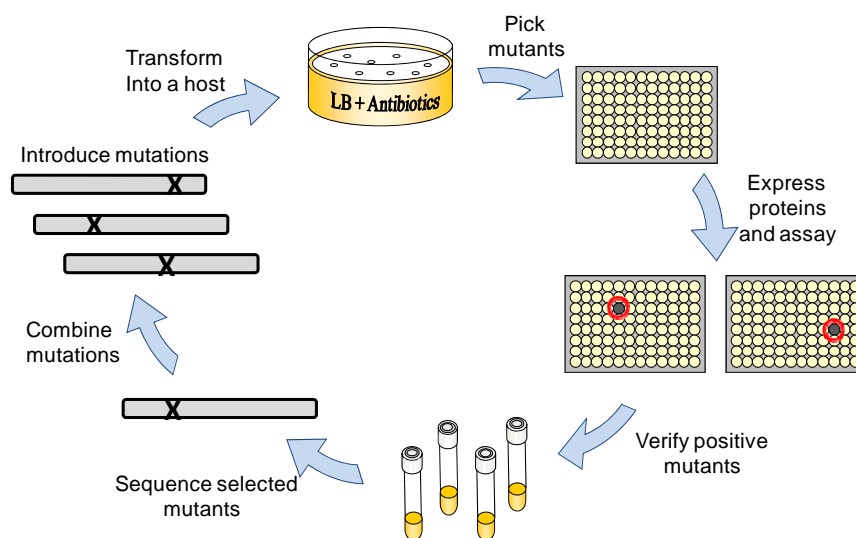 Transform
Into a host
LB + Antibiotics
Pick
mutants
Express
proteins
and assay
Verify positive
mutants
Sequence selected
mutants
Combine
mutations
Introduce mutations
X
X
X
X